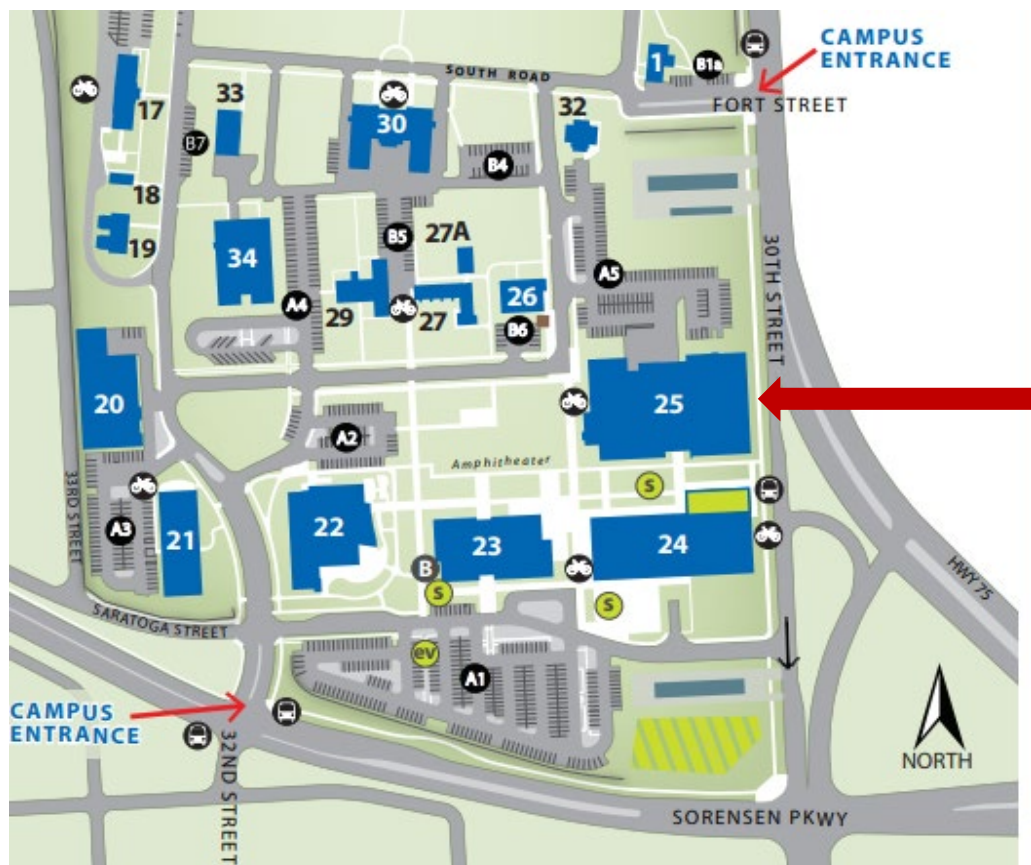 CAMPUS
ENTRANCE
1
B1a
SOUTH ROAD
FORT STREET
17
33
30
32
B7
B4
18
19
34
B5
27A
A4
29
27
26
B6
A5
30TH STREET
20
25
A2
Amphitheater
S
33RD STREET
A3
21
22
23
24
B
S
S
HWY 75
SARATOGA STREET
ev
A1
CAMPUS
ENTRANCE
32ND STREET
NORTH
SORENSEN PKWY